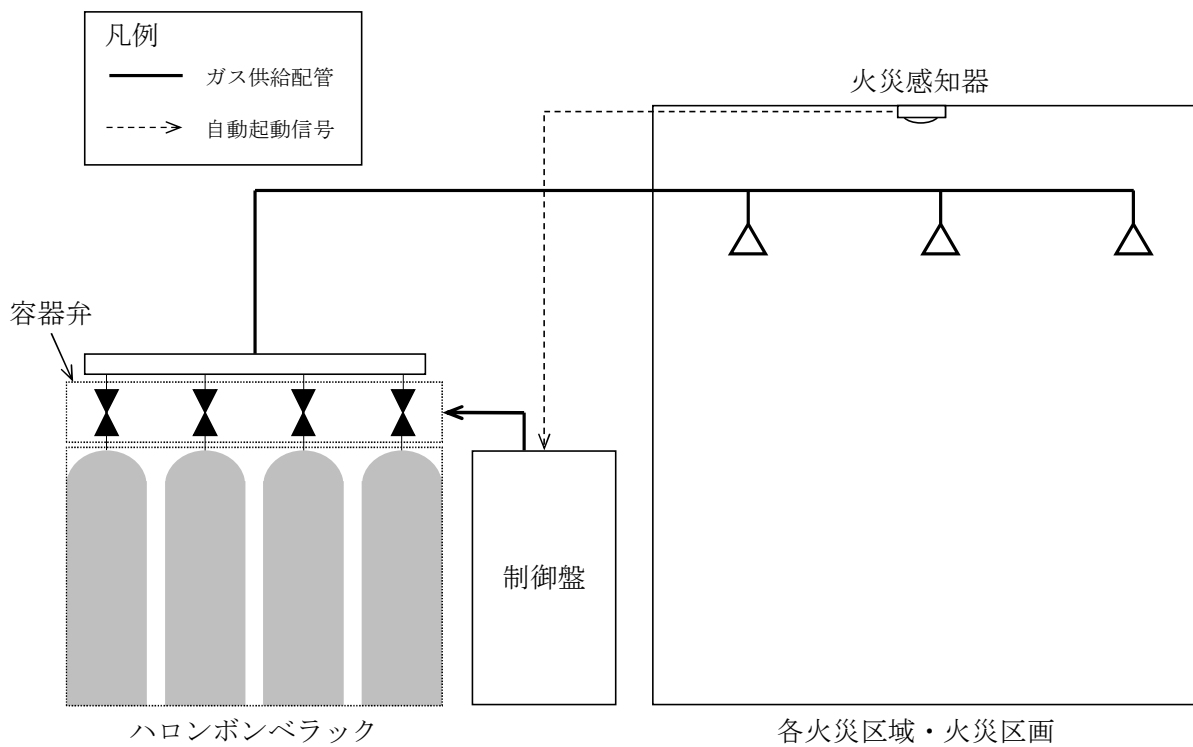 凡例
ガス供給配管
自動起動信号
火災感知器
容器弁
制御盤
ハロンボンベラック
各火災区域・火災区画